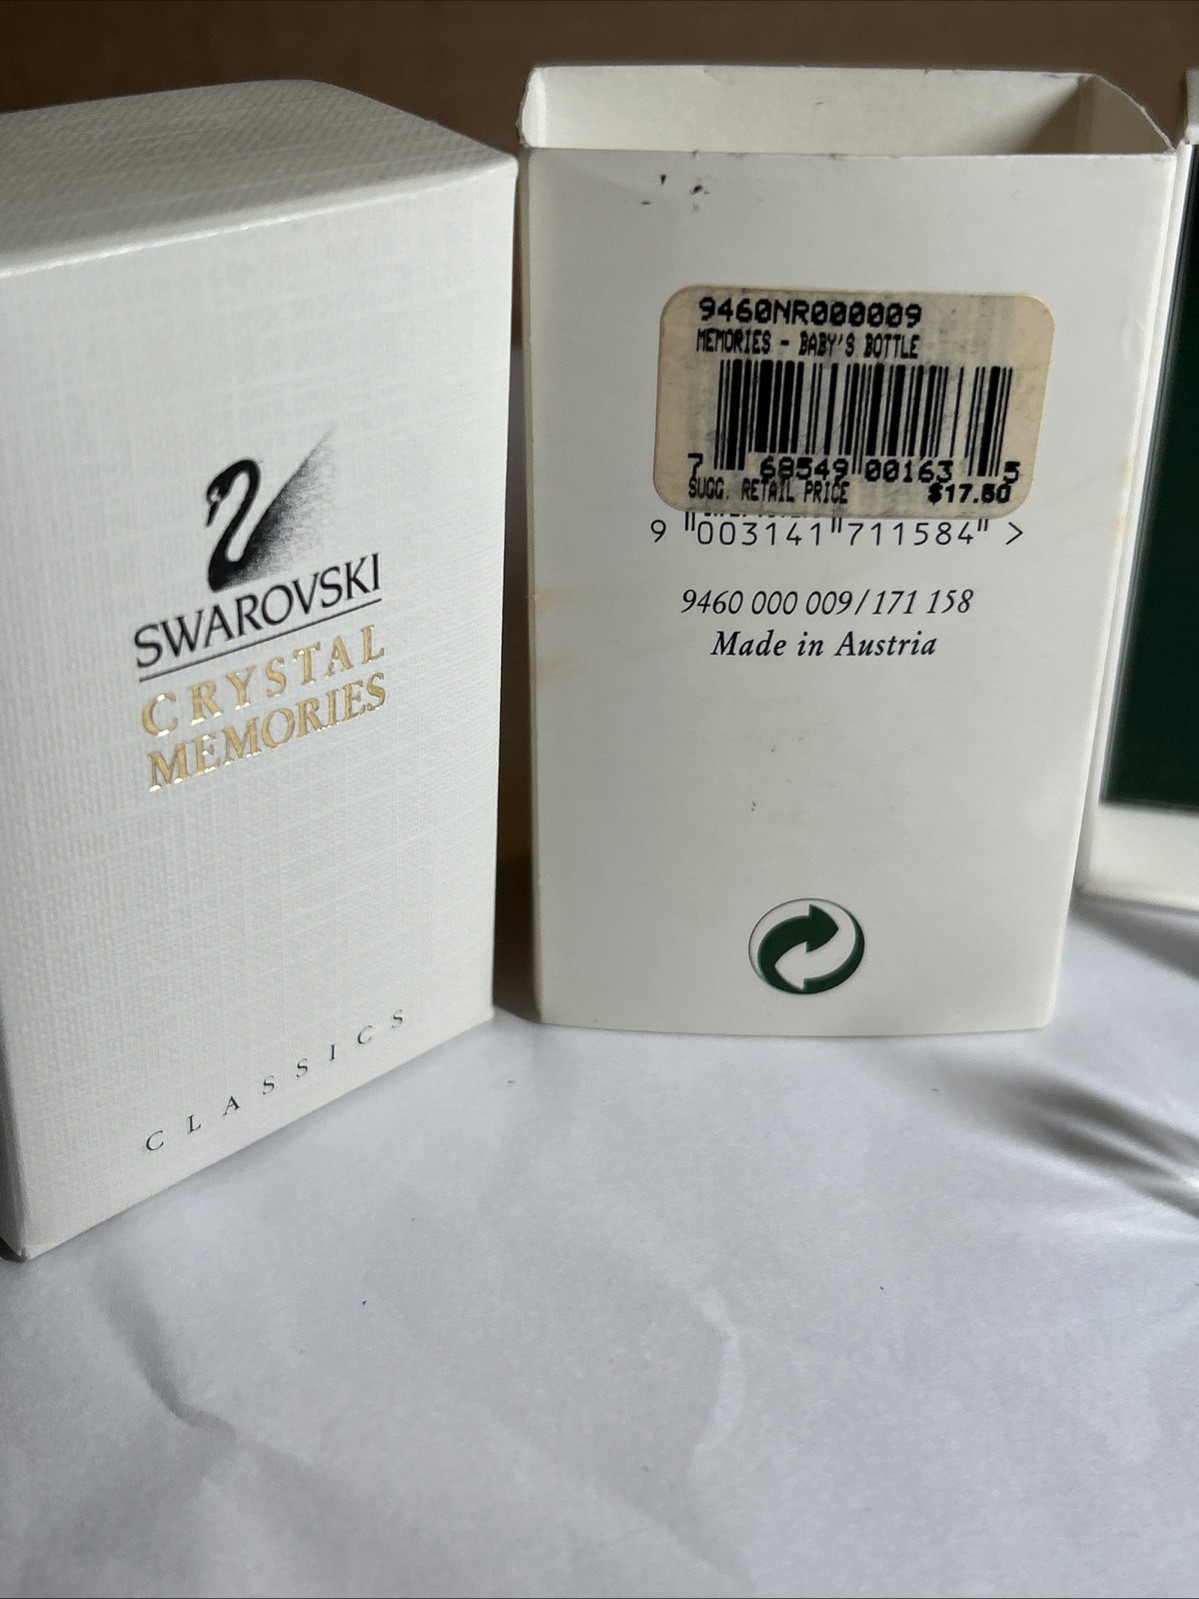 SWAROVSKI
CRYSTAL
MEMORIES
CLASSICS
9460NR000009
MEMORIES - BABY'S BOTTLE
7 68549 00163 5
SUGG. RETAIL PRICE $17.50
9 "003141"711584" >
9460 000 009/171 158
Made in Austria